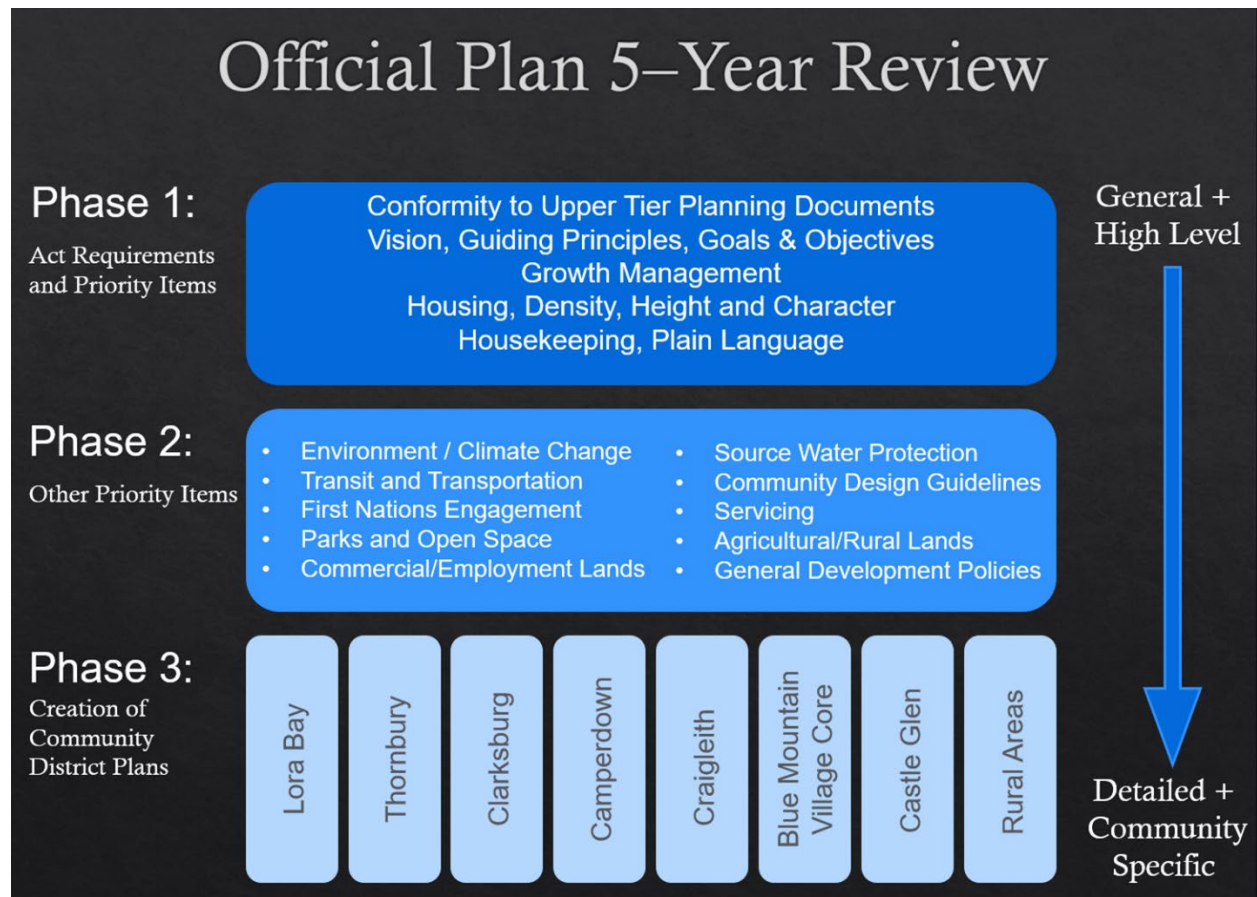 Official Plan 5–Year Review
Phase 1:
Act Requirements
and Priority Items
Conformity to Upper Tier Planning Documents
Vision, Guiding Principles, Goals & Objectives
Growth Management
Housing, Density, Height and Character
Housekeeping, Plain Language
General +
High Level
Phase 2:
Other Priority Items
• Environment / Climate Change
• Transit and Transportation
• First Nations Engagement
• Parks and Open Space
• Commercial/Employment Lands
• Source Water Protection
• Community Design Guidelines
• Servicing
• Agricultural/Rural Lands
• General Development Policies
Phase 3:
Creation of
Community
District Plans
Lora Bay
Thornbury
Clarksburg
Camperdown
Craigleith
Blue Mountain
Village Core
Castle Glen
Rural Areas
Detailed +
Community
Specific